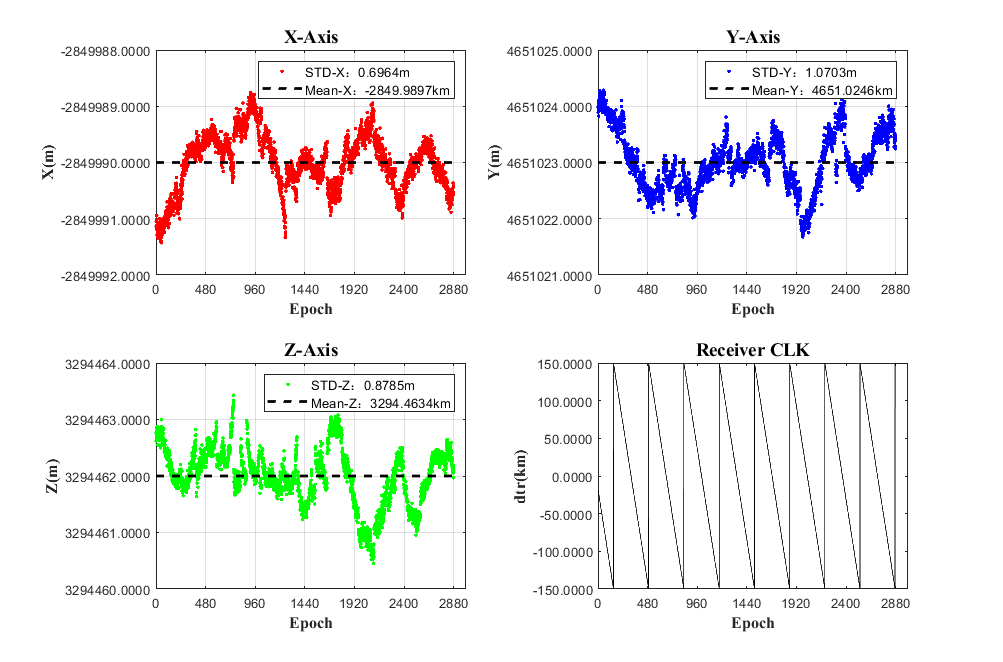 X-Axis
-2849988.0000
-2849989.0000
-2849990.0000
-2849991.0000
-2849992.0000
X(m)
STD-X：0.6964m
Mean-X：-2849.9897km
0 480 960 1440 1920 2400 2880
Epoch
Y-Axis
4651025.0000
4651024.0000
4651023.0000
4651022.0000
4651021.0000
Y(m)
STD-Y：1.0703m
Mean-Y：4651.0246km
0 480 960 1440 1920 2400 2880
Epoch
Z-Axis
3294464.0000
3294463.0000
3294462.0000
3294461.0000
3294460.0000
Z(m)
STD-Z：0.8785m
Mean-Z：3294.4634km
0 480 960 1440 1920 2400 2880
Epoch
Receiver CLK
150.0000
100.0000
50.0000
0.0000
-50.0000
-100.0000
-150.0000
dtr(km)
0 480 960 1440 1920 2400 2880
Epoch